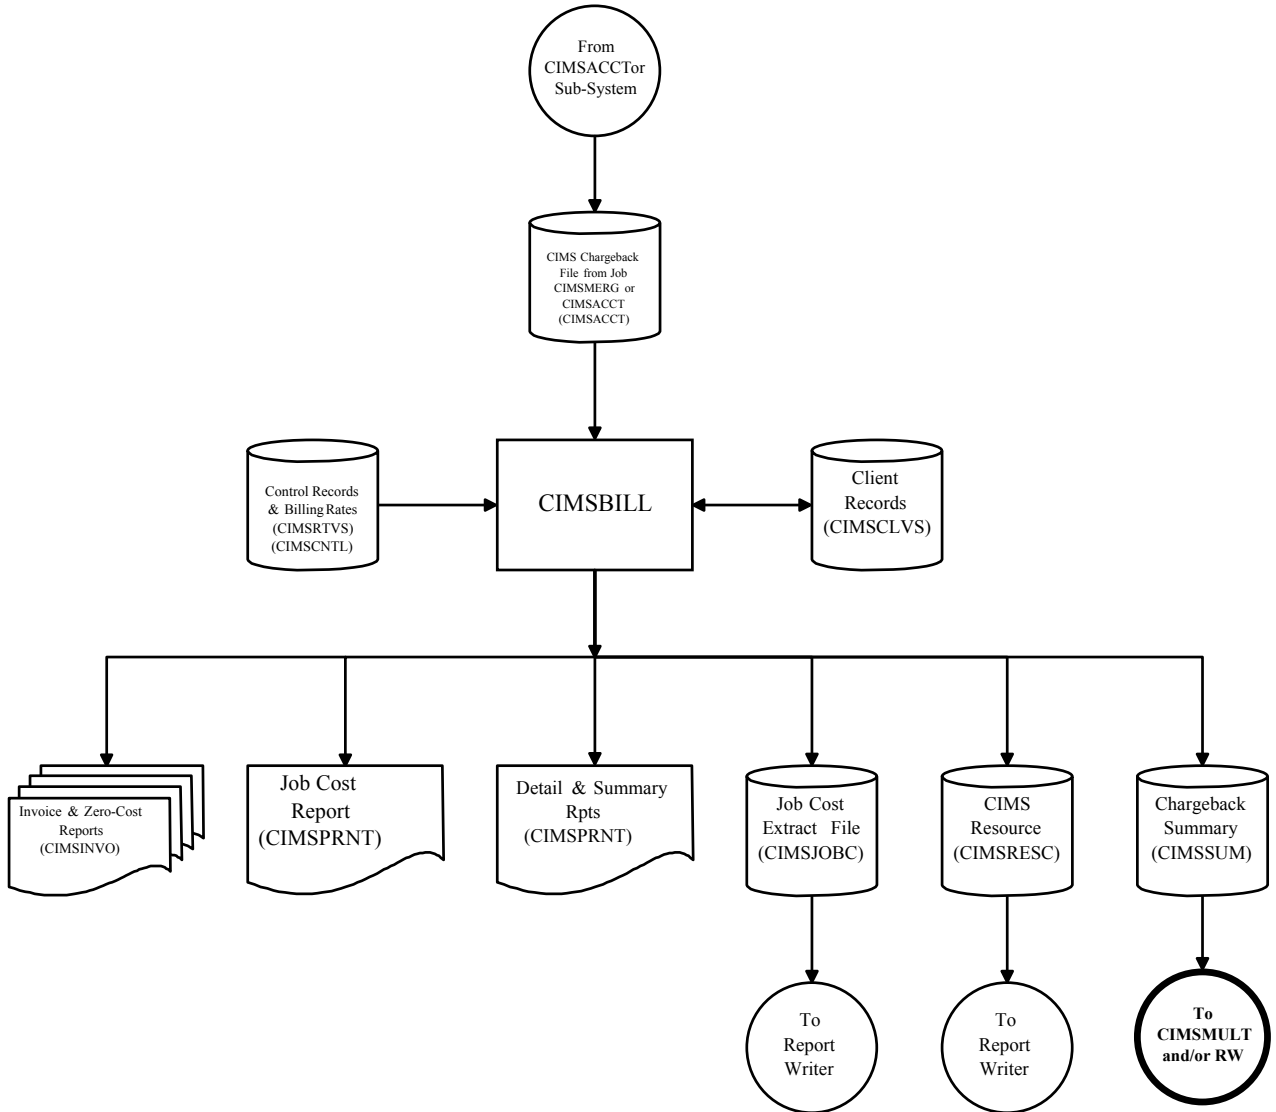 From
CIMSACCTor
Sub-System
CIMS Chargeback
File from Job
CIMSMERG or
CIMSACCT
(CIMSACCT)
Control Records
& Billing Rates
(CIMSRTVS)
(CIMSCNTL)
CIMSBILL
Client
Records
(CIMSCLVS)
Invoice & Zero-Cost
Reports
(CIMSINVO)
Job Cost
Report
(CIMSPRNT)
Detail & Summary
Rpts
(CIMSPRNT)
Job Cost
Extract File
(CIMSJOBC)
CIMS
Resource
(CIMSRESC)
Chargeback
Summary
(CIMSSUM)
To
Report
Writer
To
Report
Writer
To
CIMSMULT
and/or RW